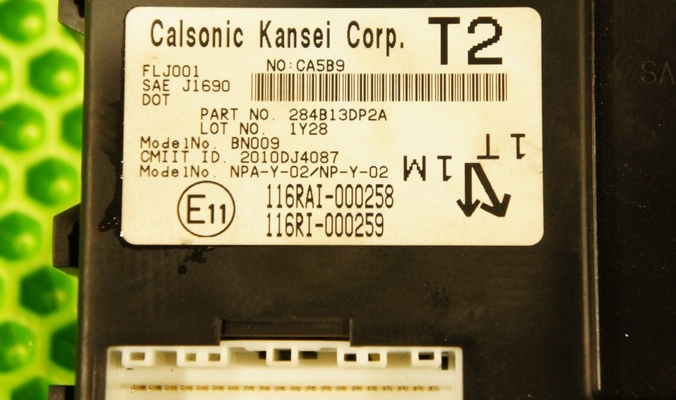 Calsonic Kansei Corp. T2
NO:CA5B9
FLJ001
SAE J1690
DOT
PART NO. 284B13DP2A
LOT NO. 1Y28
ModelNo. BN009
CMIIT ID. 2010DJ4087
ModelNo. NPA-Y-02/NP-Y-02
1T
1M
E11
116RAI-000258
116RI-000259
SA